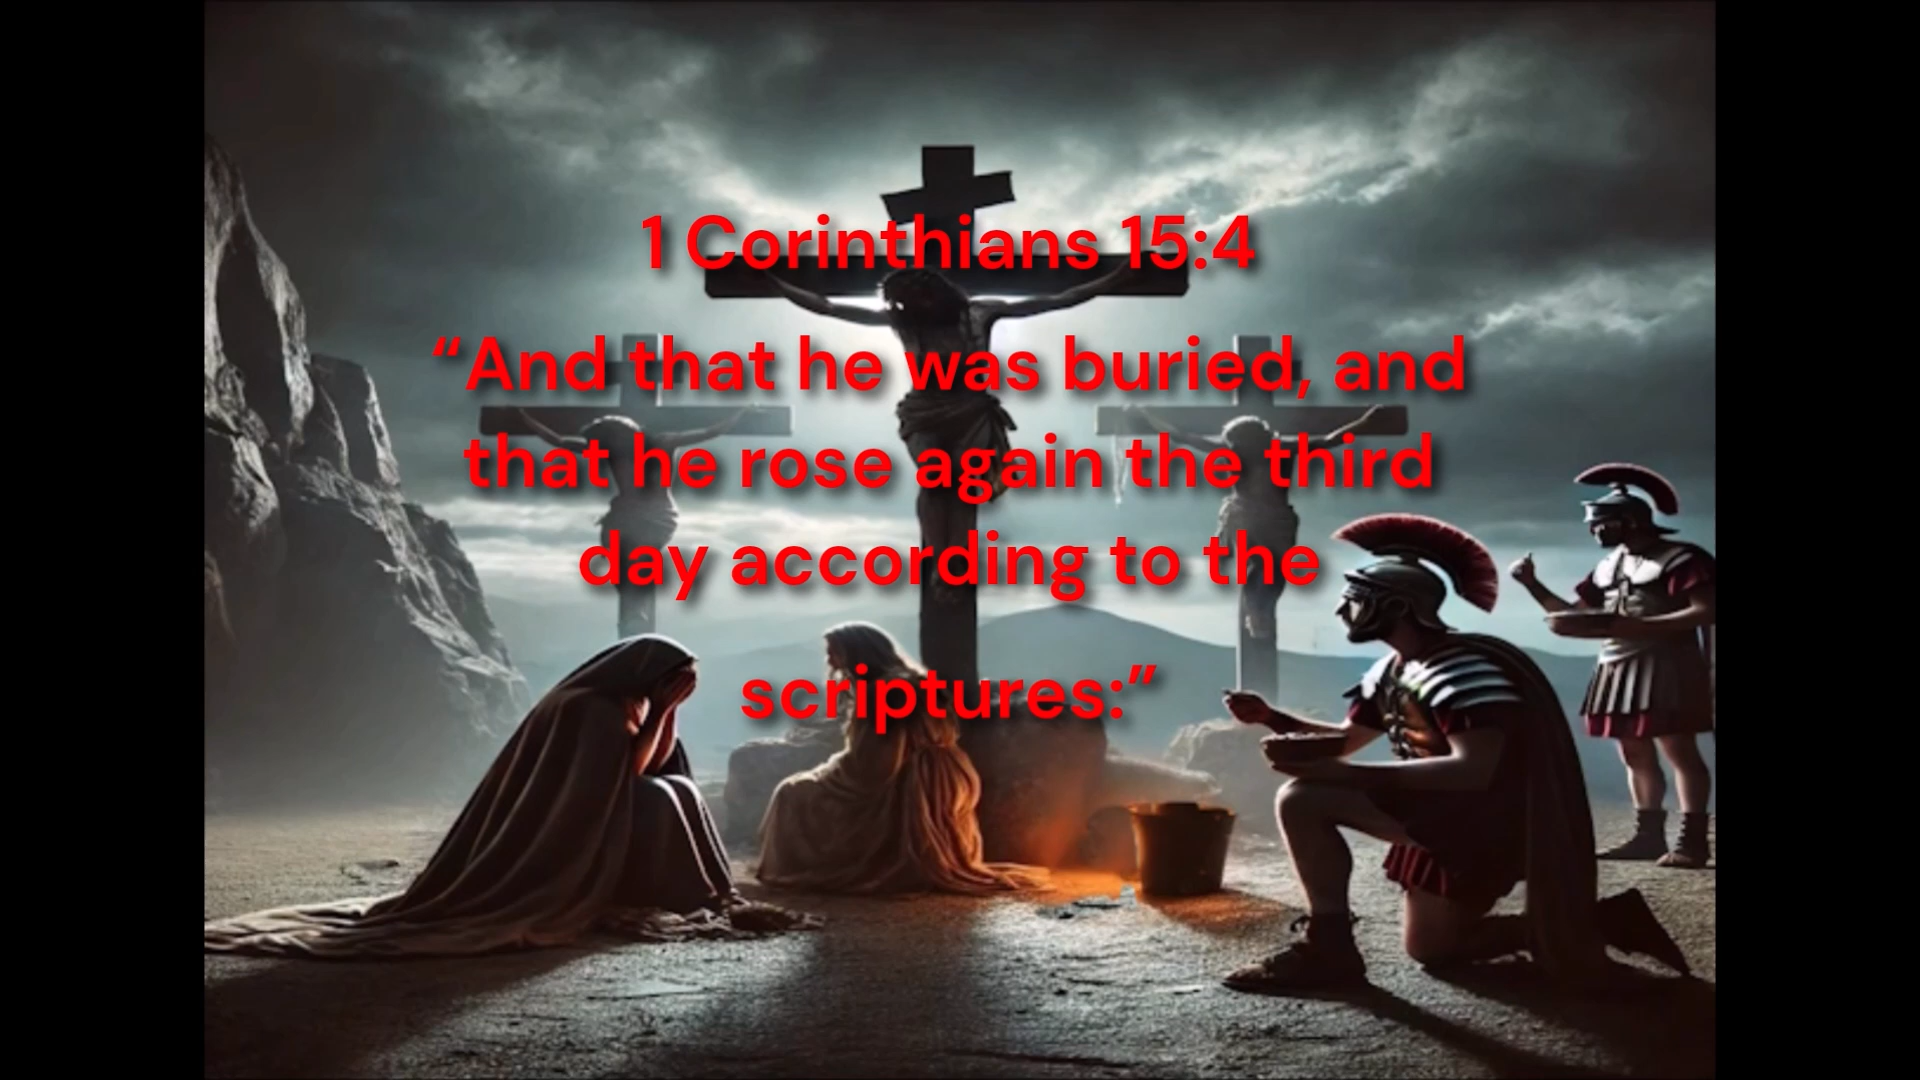 1 Corinthians 15:4
“And that he was buried, and
that he rose again the third
day according to the
scriptures:”